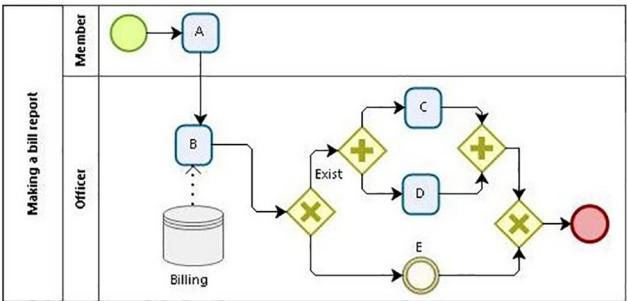 Making a bill report
Member
Officer
A
B
Billing
Exist
C
D
E